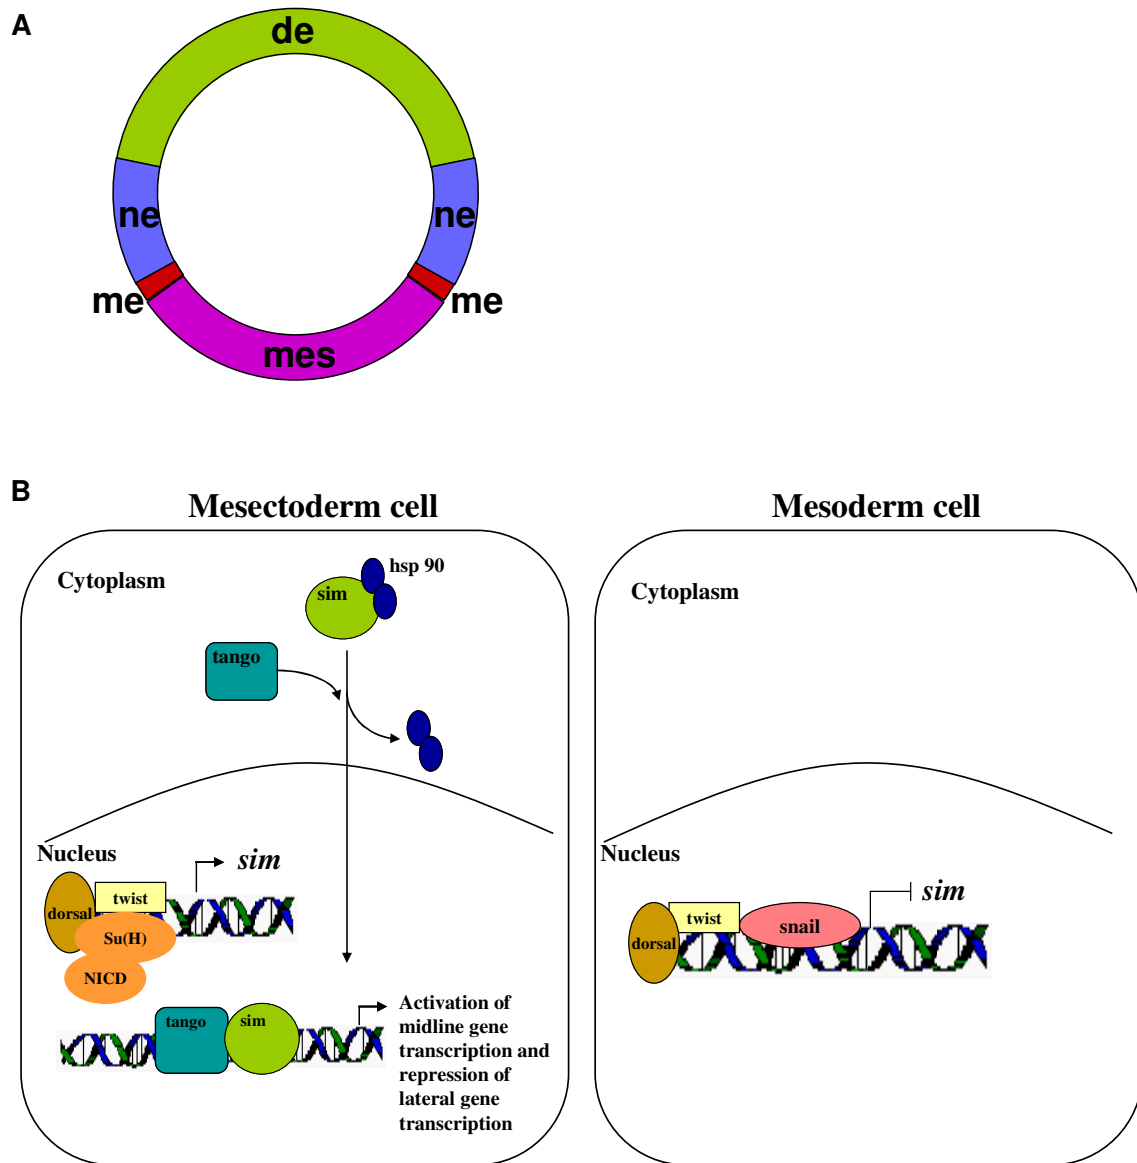 A
de
ne
ne
me
me
mes
B
Mesectoderm cell
Cytoplasm
hsp 90
sim
tango
Nucleus
sim
dorsal
twist
Su(H)
NICD
tango
sim
Activation of
midline gene
transcription and
repression of
lateral gene
transcription
Mesoderm cell
Cytoplasm
Nucleus
sim
dorsal
twist
snail